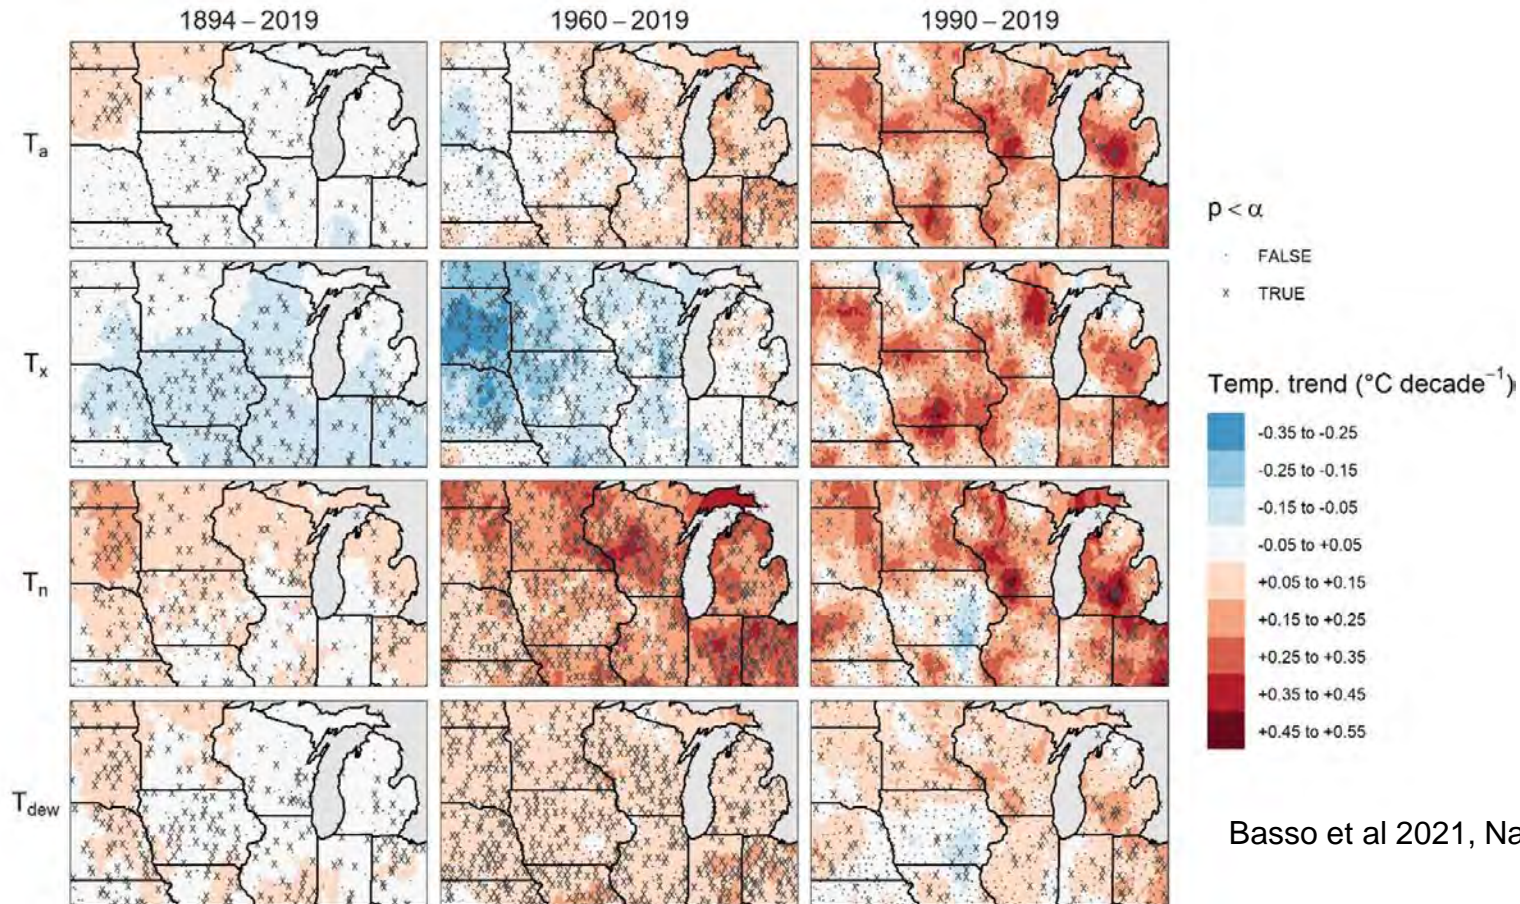 1894 – 2019
1960 – 2019
1990 – 2019
Ta
Tx
Tn
Tdew
p < α
· FALSE
x TRUE
Temp. trend (°C decade⁻¹)
-0.35 to -0.25
-0.25 to -0.15
-0.15 to -0.05
-0.05 to +0.05
+0.05 to +0.15
+0.15 to +0.25
+0.25 to +0.35
+0.35 to +0.45
+0.45 to +0.55
Basso et al 2021, Na